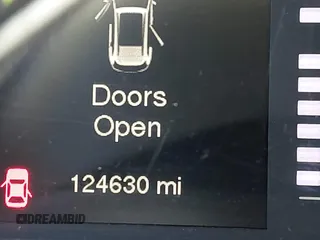 Doors
Open
124630 mi
DREAMBID